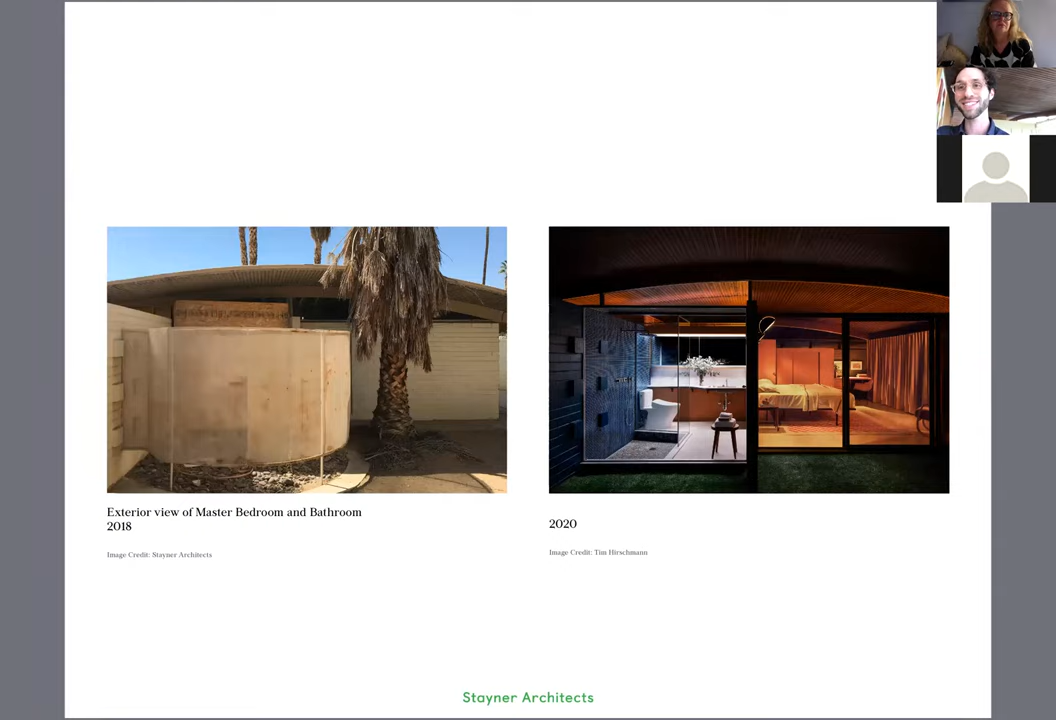 Exterior view of Master Bedroom and Bathroom
2018
Image Credit: Stayner Architects
2020
Image Credit: Tim Hirschmann
Stayner Architects